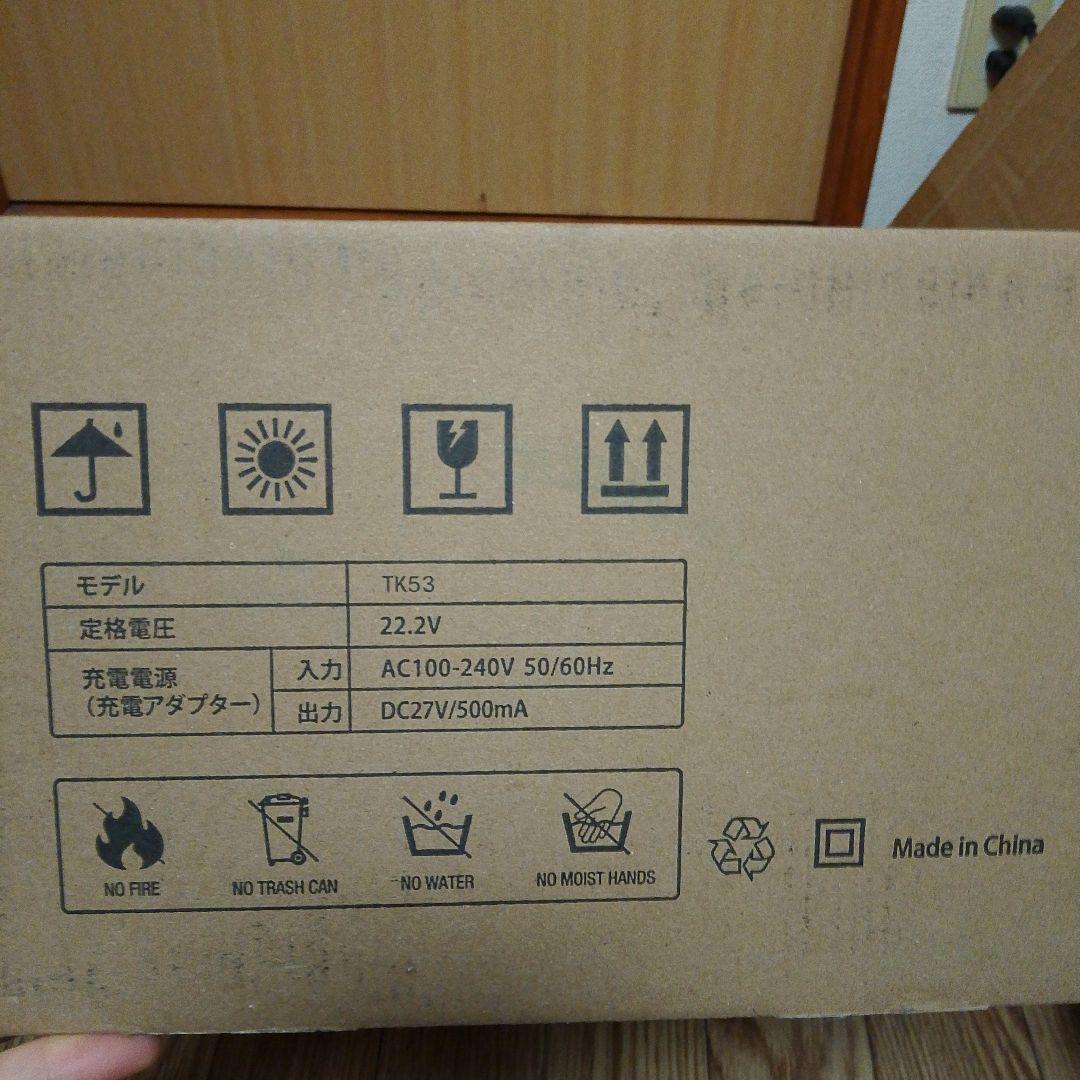 モデル TK53
定格電圧 22.2V
充電電源
（充電アダプター）
入力 AC100-240V 50/60Hz
出力 DC27V/500mA
NO FIRE NO TRASH CAN NO WATER NO MOIST HANDS
Made in China